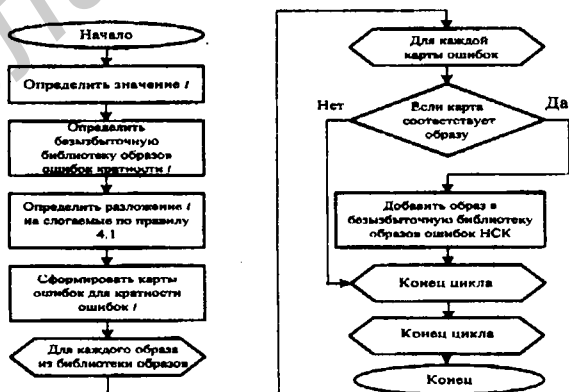 Начало
Определить значение l
Определить
безызбыточную
библиотеку образов
ошибок кратности l
Определить разложение l
на слогаемые по правилу
4.1
Сформировать карты
ошибок для кратности
ошибок l
Для каждого образа
из библиотеки образов
Для каждой
карты ошибок
Если карта
соответствует
образу
Нет
Да
Добавить образ в
безызбыточную библиотеку
образов ошибок НСК
Конец цикла
Конец цикла
Конец